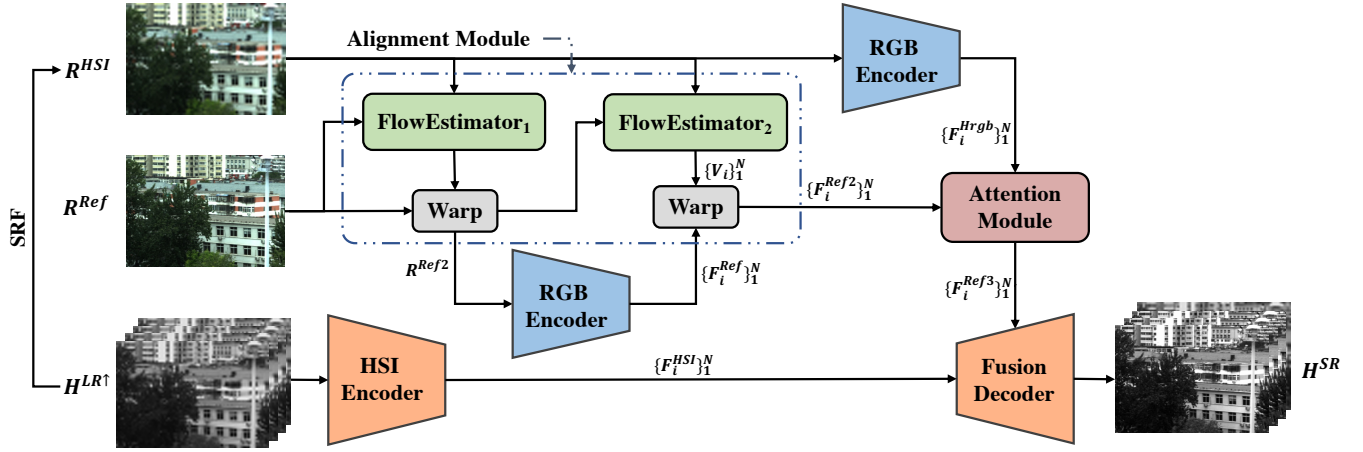 Alignment Module
RGB
Encoder
R^{HSI}
FlowEstimator₁
FlowEstimator₂
{F_i^{Hrgb}}_1^N
{V_i}_1^N
{F_i^{Ref2}}_1^N
R^{Ref}
Warp
Warp
Attention
Module
SRF
R^{Ref2}
{F_i^{Ref}}_1^N
RGB
Encoder
{F_i^{Ref3}}_1^N
HSI
Encoder
{F_i^{HSI}}_1^N
Fusion
Decoder
H^{LR↑}
H^{SR}